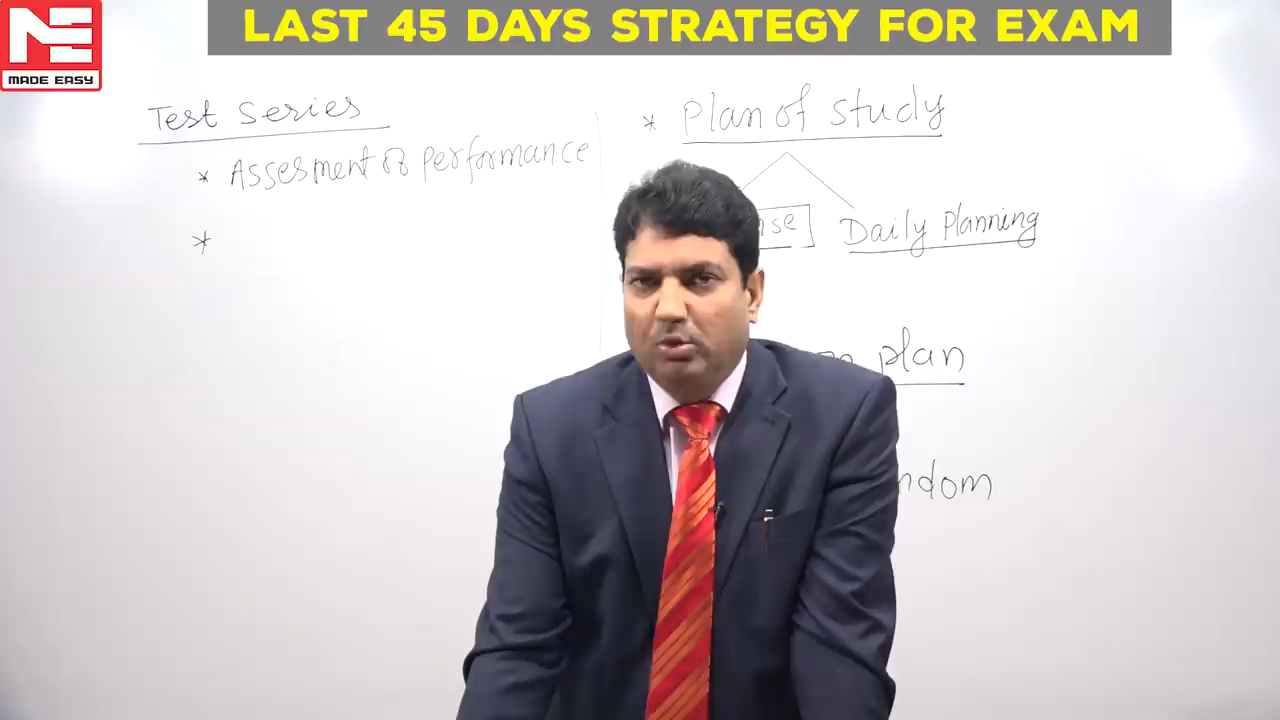 LAST 45 DAYS STRATEGY FOR EXAM
ME
MADE EASY
Test Series
* Assesment of performance
*
* Plan of study
Daily Planning
plan